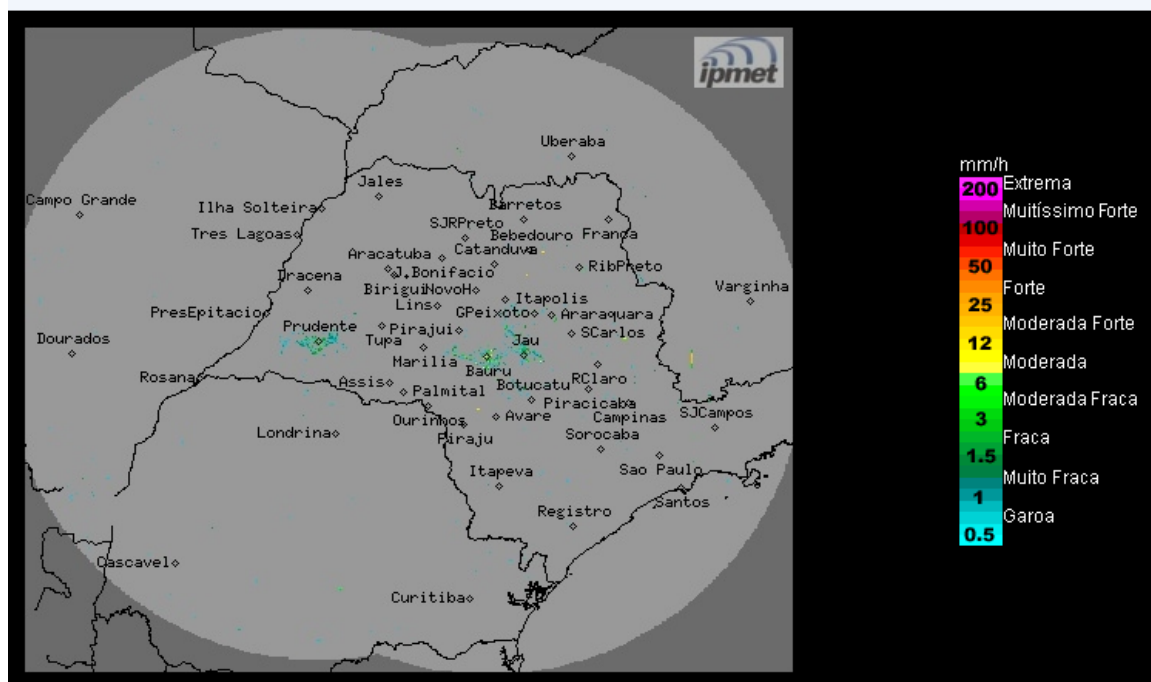 ipmet
Uberaba
Jales
Campo Grande
Ilha Solteira
Barretos
SJRPreto
Tres Lagoas
Bebedouro
Franca
Catanduva
Aracatuba
J.Bonifacio
RibPreto
Dracena
Birigui
NovoH
Varginha
Itapolis
Lins
PresEpitacio
GPeixoto
Araraquara
Prudente
Pirajui
SCarlos
Dourados
Tupa
Jau
Marilia
Bauru
Rosana
Assis
Botucatu
RClaro
Palmital
Piracicaba
SJCampos
Ourinhos
Avare
Campinas
Londrina
Piraju
Sorocaba
Itapeva
Sao Paulo
Santos
Registro
Cascavel
Curitiba
mm/h
200 Extrema
Muitíssimo Forte
100
Muito Forte
50
Forte
25
Moderada Forte
12
Moderada
6
Moderada Fraca
3
Fraca
1.5
Muito Fraca
1
Garoa
0.5